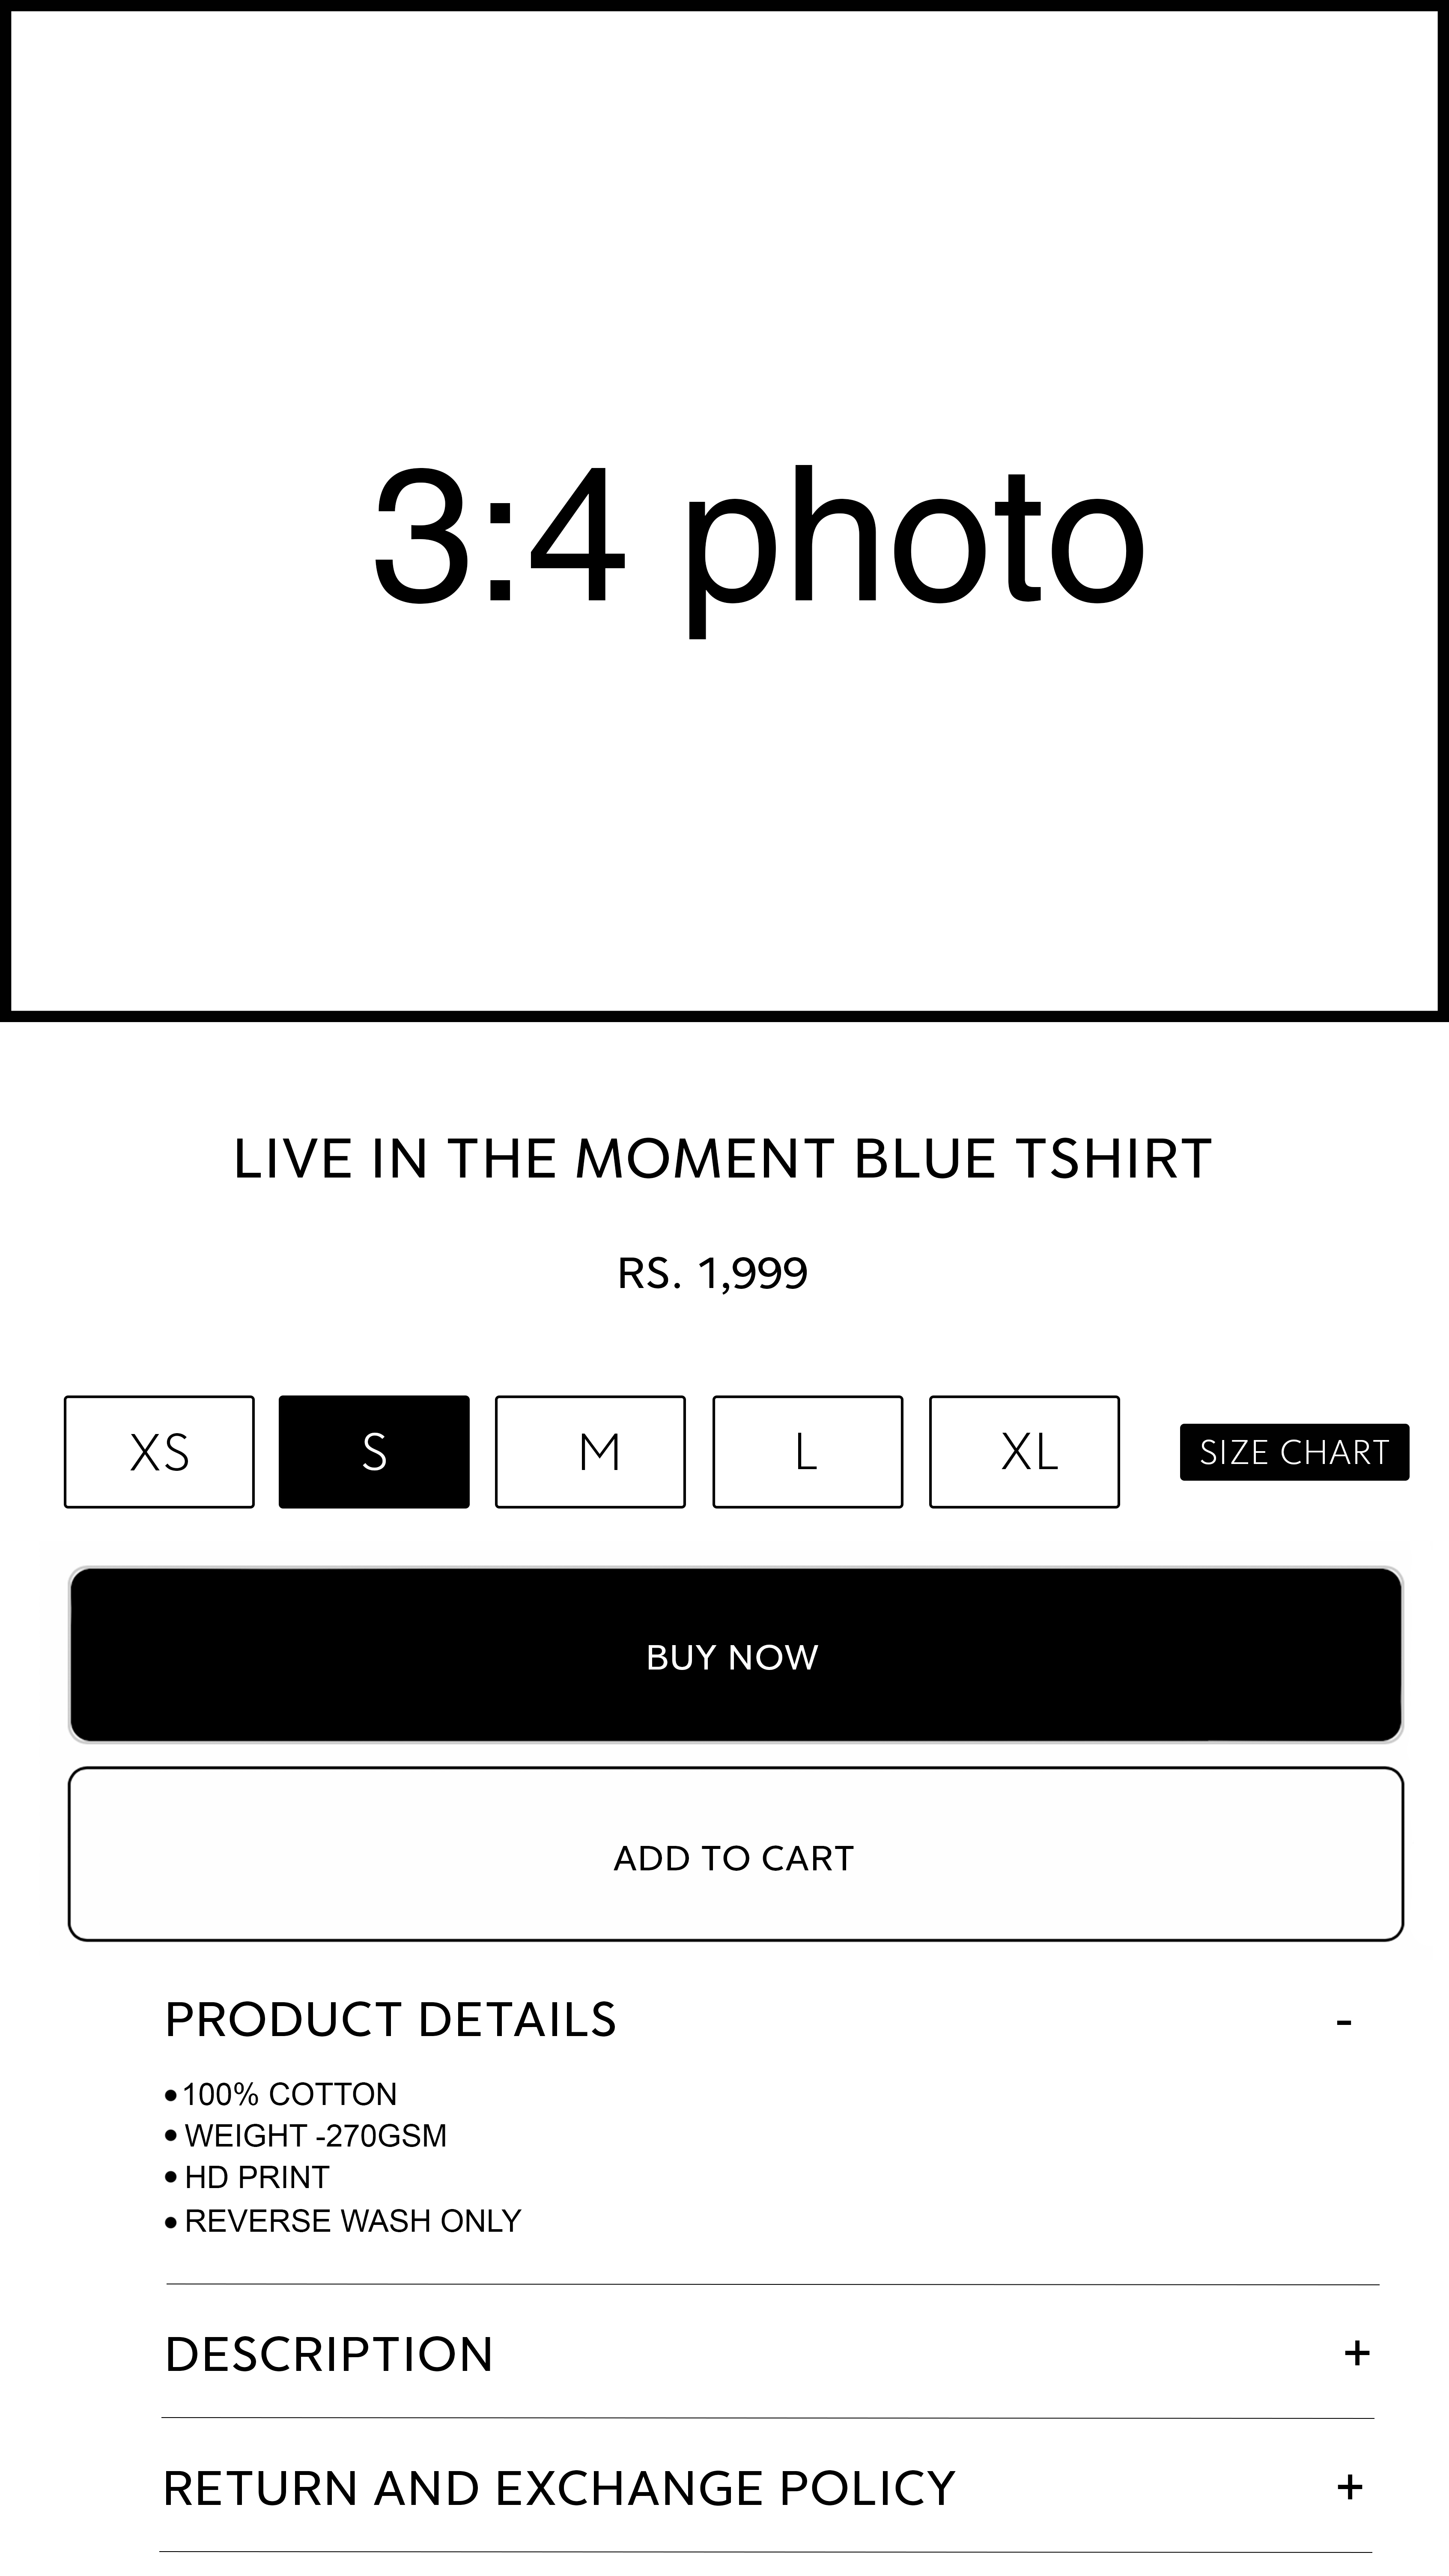 3:4 photo
LIVE IN THE MOMENT BLUE TSHIRT
RS. 1,999
XS S M L XL SIZE CHART
BUY NOW
ADD TO CART
PRODUCT DETAILS -
• 100% COTTON
• WEIGHT -270GSM
• HD PRINT
• REVERSE WASH ONLY
DESCRIPTION +
RETURN AND EXCHANGE POLICY +